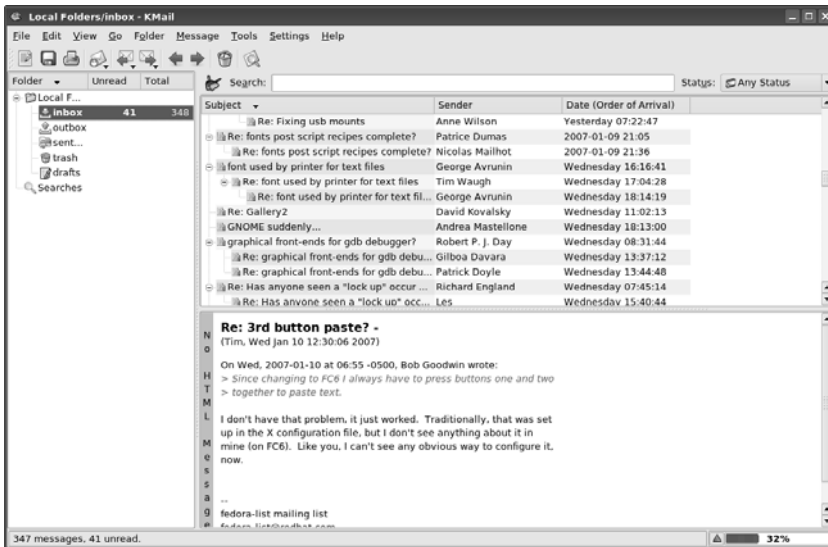 Local Folders/inbox - KMail
File Edit View Go Folder Message Tools Settings Help
Folder Unread Total
Local F...
inbox 41 348
outbox
sent...
trash
drafts
Searches
Search: Status: Any Status
Subject Sender Date (Order of Arrival)
Re: Fixing usb mounts Anne Wilson Yesterday 07:22:47
Re: fonts post script recipes complete? Patrice Dumas 2007-01-09 21:05
Re: fonts post script recipes complete? Nicolas Mailhot 2007-01-09 21:36
font used by printer for text files George Avrunin Wednesday 16:16:41
Re: font used by printer for text files Tim Waugh Wednesday 17:04:28
Re: font used by printer for text fil... George Avrunin Wednesday 18:14:19
Re: Gallery2 David Kovalsky Wednesday 11:02:13
GNOME suddenly... Andrea Mastellone Wednesday 18:13:00
graphical front-ends for gdb debugger? Robert P. J. Day Wednesday 08:31:44
Re: graphical front-ends for gdb debu... Gilboa Davara Wednesday 13:37:12
Re: graphical front-ends for gdb debu... Patrick Doyle Wednesday 13:44:48
Re: Has anyone seen a "lock up" occur ... Richard England Wednesday 07:45:14
Re: Has anyone seen a "lock up" occ... Les Wednesday 15:40:44
No HTML Message
Re: 3rd button paste? -
(Tim, Wed Jan 10 12:30:06 2007)
On Wed, 2007-01-10 at 06:55 -0500, Bob Goodwin wrote:
> Since changing to FC6 I always have to press buttons one and two
> together to paste text.
I don't have that problem, it just worked. Traditionally, that was set
up in the X configuration file, but I don't see anything about it in
mine (on FC6). Like you, I can't see any obvious way to configure it,
now.
--
fedora-list mailing list
fedora-list@redhat.com
347 messages, 41 unread.
32%